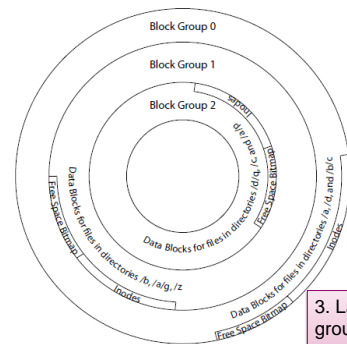 Block Group 0
Block Group 1
Block Group 2
Inodes
Free Space Bitmap
Data Blocks for files in directories /d/q, /c and /a/p
Free Space Bitmap
Inodes
Data Blocks for files in directories /b, /a/g, /z
Inodes
Free Space Bitmap
Data Blocks for files in directories /a, /d, and /b/c
3. L
group